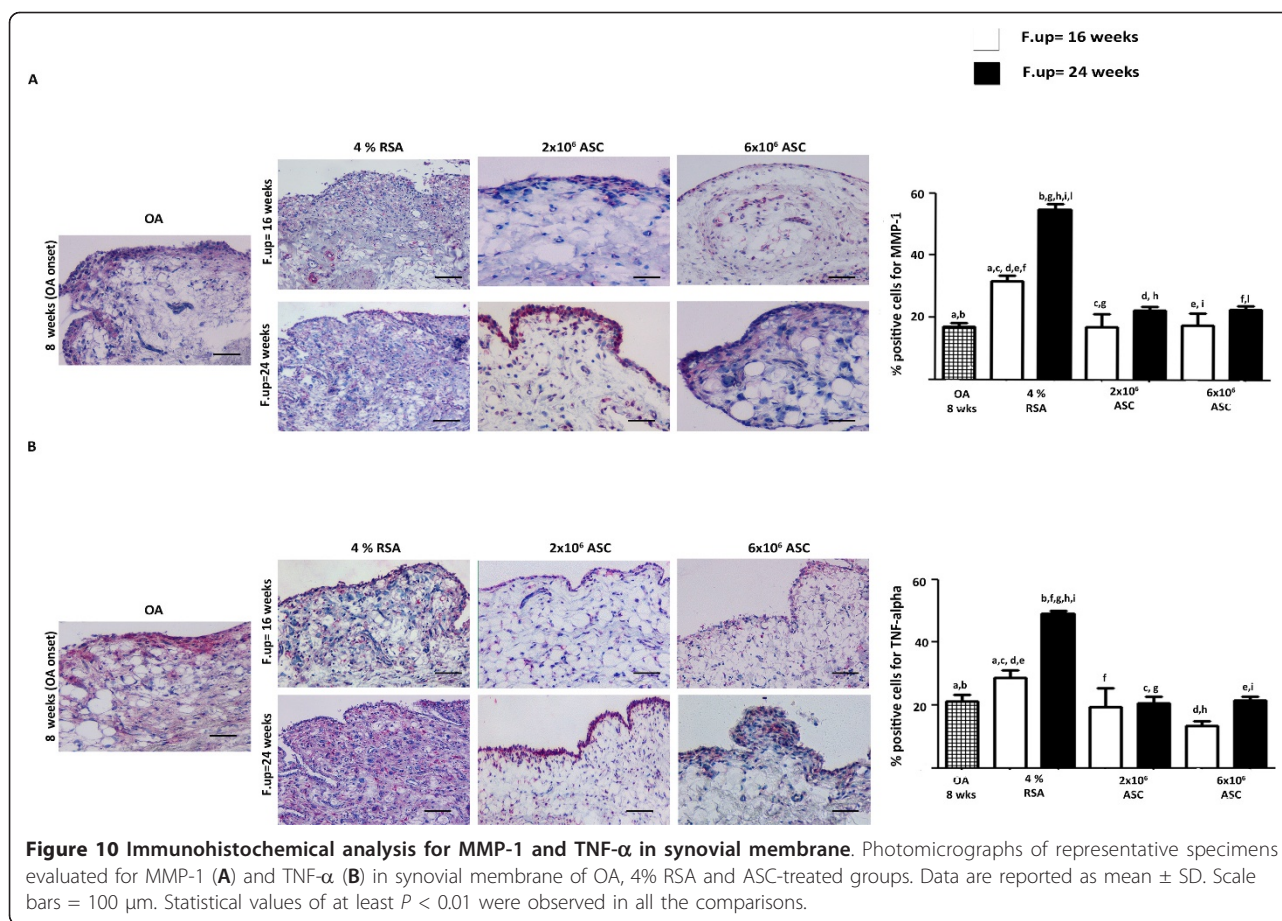 F.up= 16 weeks
F.up= 24 weeks
A
4 % RSA
2x10⁶ ASC
6x10⁶ ASC
OA
8 weeks (OA onset)
F.up= 16 weeks
F.up=24 weeks
% positive cells for MMP-1
60
40
20
0
a,b
a,c, d,e,f
b,g,h,i,l
c,g
d, h
e, i
f,l
OA
8 wks
4 %
RSA
2x10⁶
ASC
6x10⁶
ASC
B
4 % RSA
2x10⁶ ASC
6x10⁶ ASC
OA
8 weeks (OA onset)
F.up= 16 weeks
F.up=24 weeks
% positive cells for TNF-alpha
60
40
20
0
a,b
a,c, d,e
b,f,g,h,i
f
c, g
d,h
e,i
OA
8 wks
4 %
RSA
2x10⁶
ASC
6x10⁶
ASC
Figure 10 Immunohistochemical analysis for MMP-1 and TNF-α in synovial membrane. Photomicrographs of representative specimens
evaluated for MMP-1 (A) and TNF-α (B) in synovial membrane of OA, 4% RSA and ASC-treated groups. Data are reported as mean ± SD. Scale
bars = 100 μm. Statistical values of at least P < 0.01 were observed in all the comparisons.